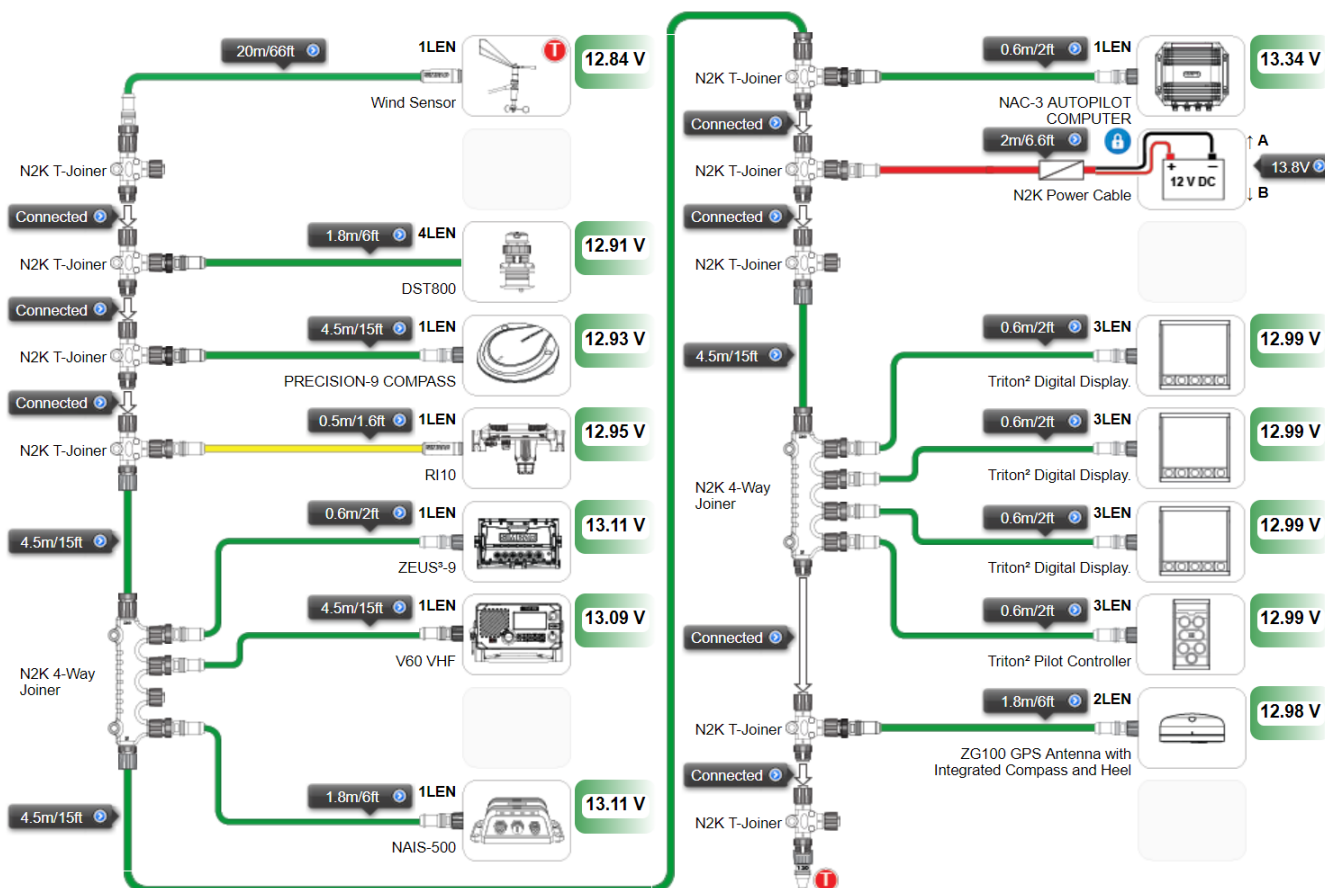 20m/66ft
1LEN
T
12.84 V
Wind Sensor
N2K T-Joiner
Connected
1.8m/6ft
4LEN
12.91 V
N2K T-Joiner
DST800
Connected
4.5m/15ft
1LEN
12.93 V
N2K T-Joiner
PRECISION-9 COMPASS
Connected
0.5m/1.6ft
1LEN
12.95 V
N2K T-Joiner
RI10
4.5m/15ft
0.6m/2ft
1LEN
13.11 V
ZEUS³-9
4.5m/15ft
1LEN
13.09 V
V60 VHF
N2K 4-Way
Joiner
1.8m/6ft
1LEN
13.11 V
4.5m/15ft
NAIS-500
0.6m/2ft
1LEN
13.34 V
N2K T-Joiner
NAC-3 AUTOPILOT
COMPUTER
Connected
2m/6.6ft
↑ A
+ −
12 V DC
13.8V
↓ B
N2K T-Joiner
N2K Power Cable
Connected
N2K T-Joiner
4.5m/15ft
0.6m/2ft
3LEN
12.99 V
Triton² Digital Display.
0.6m/2ft
3LEN
12.99 V
Triton² Digital Display.
N2K 4-Way
Joiner
0.6m/2ft
3LEN
12.99 V
Triton² Digital Display.
0.6m/2ft
3LEN
12.99 V
Triton² Pilot Controller
Connected
1.8m/6ft
2LEN
12.98 V
N2K T-Joiner
ZG100 GPS Antenna with
Integrated Compass and Heel
Connected
N2K T-Joiner
T